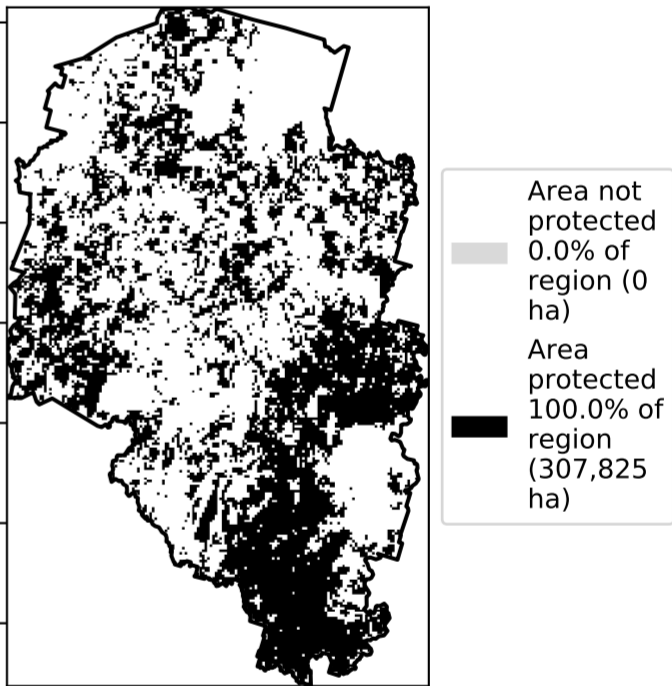 Area not
protected
0.0% of
region (0
ha)
Area
protected
100.0% of
region
(307,825
ha)